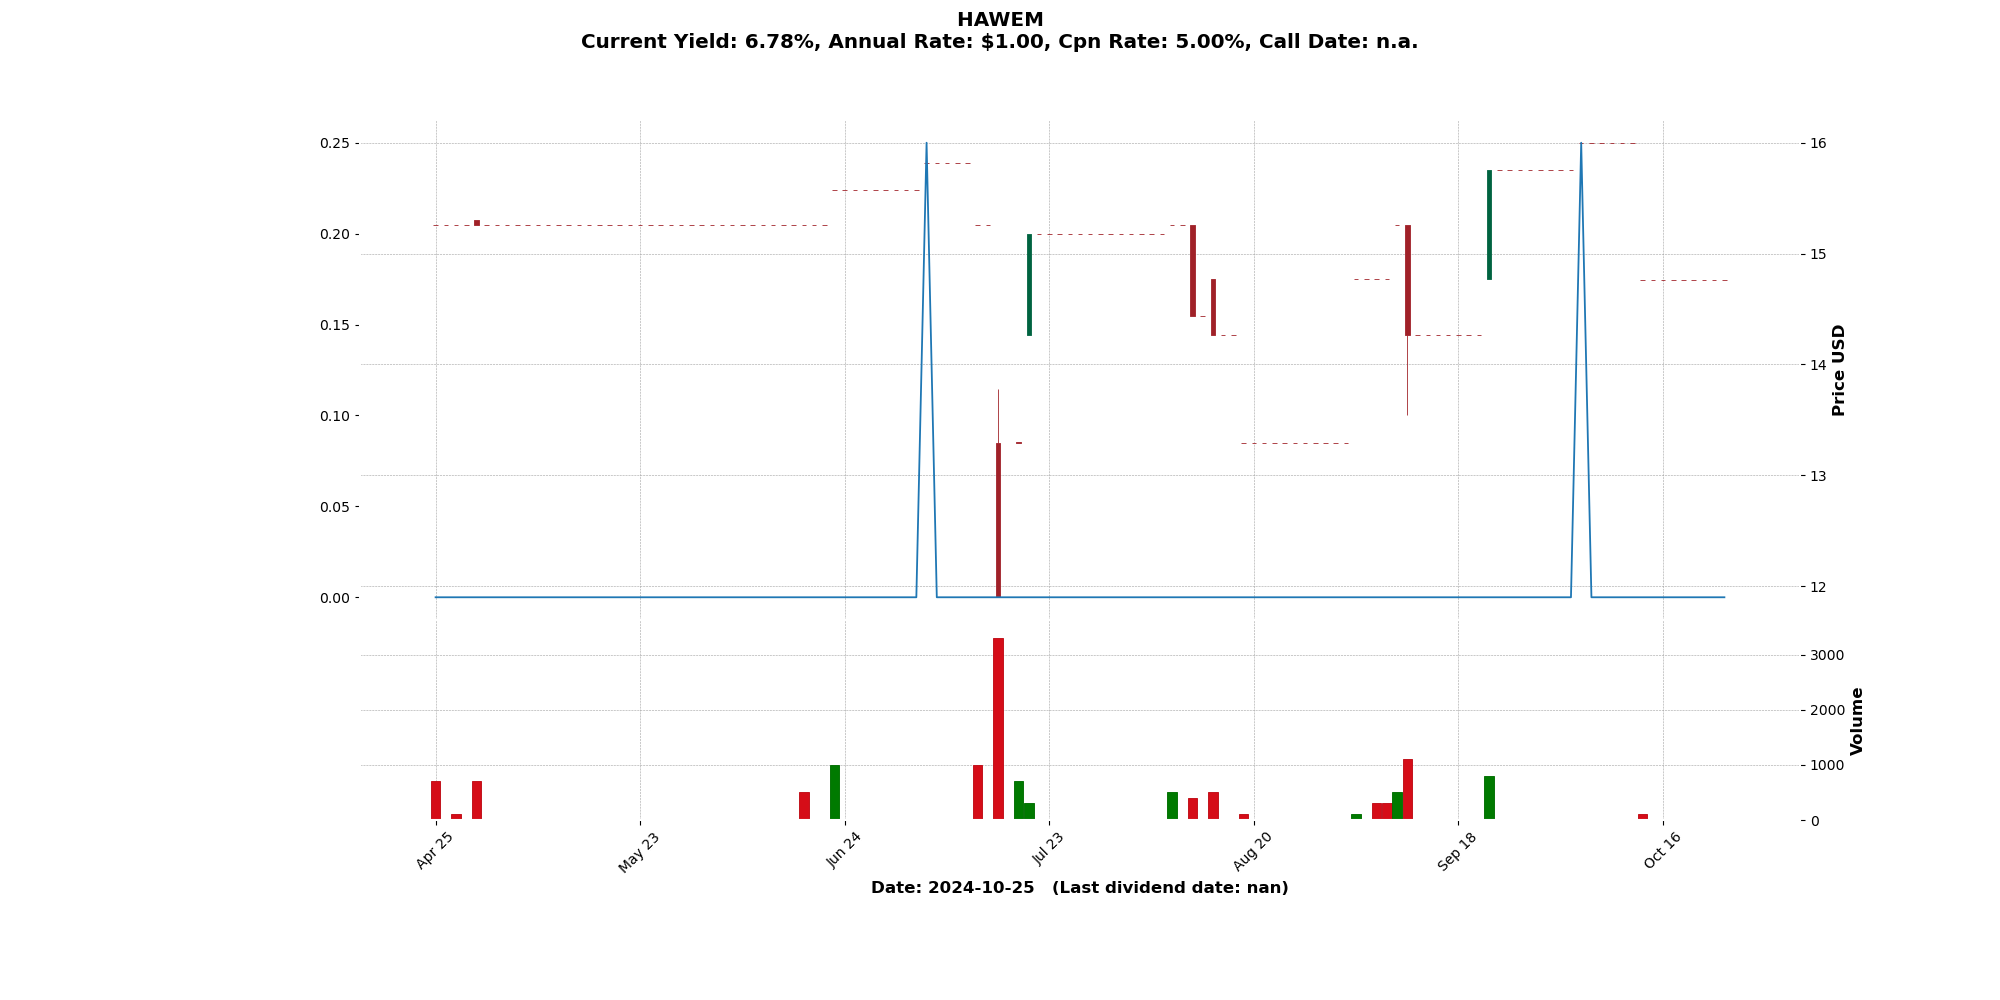 HAWEM
Current Yield: 6.78%, Annual Rate: $1.00, Cpn Rate: 5.00%, Call Date: n.a.
0.25
0.20
0.15
0.10
0.05
0.00
16
15
14
13
12
Price USD
3000
2000
1000
0
Volume
Apr 25
May 23
Jun 24
Jul 23
Aug 20
Sep 18
Oct 16
Date: 2024-10-25   (Last dividend date: nan)